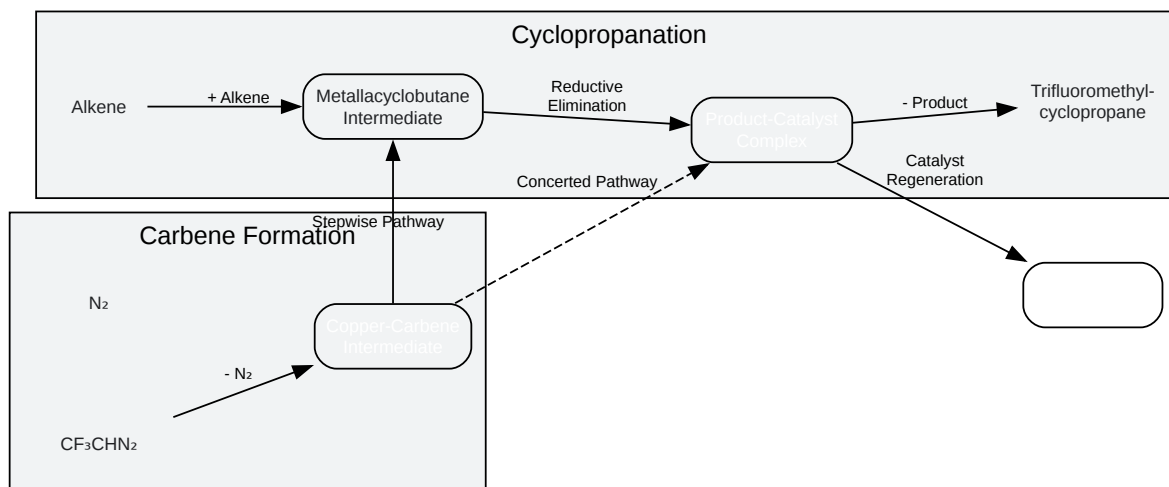 Cyclopropanation
Alkene
+ Alkene
Metallacyclobutane
Intermediate
Reductive
Elimination
Product-Catalyst
Complex
- Product
Trifluoromethyl-
cyclopropane
Concerted Pathway
Catalyst
Regeneration
Stepwise Pathway
Carbene Formation
N₂
Copper-Carbene
Intermediate
- N₂
CF₃CHN₂